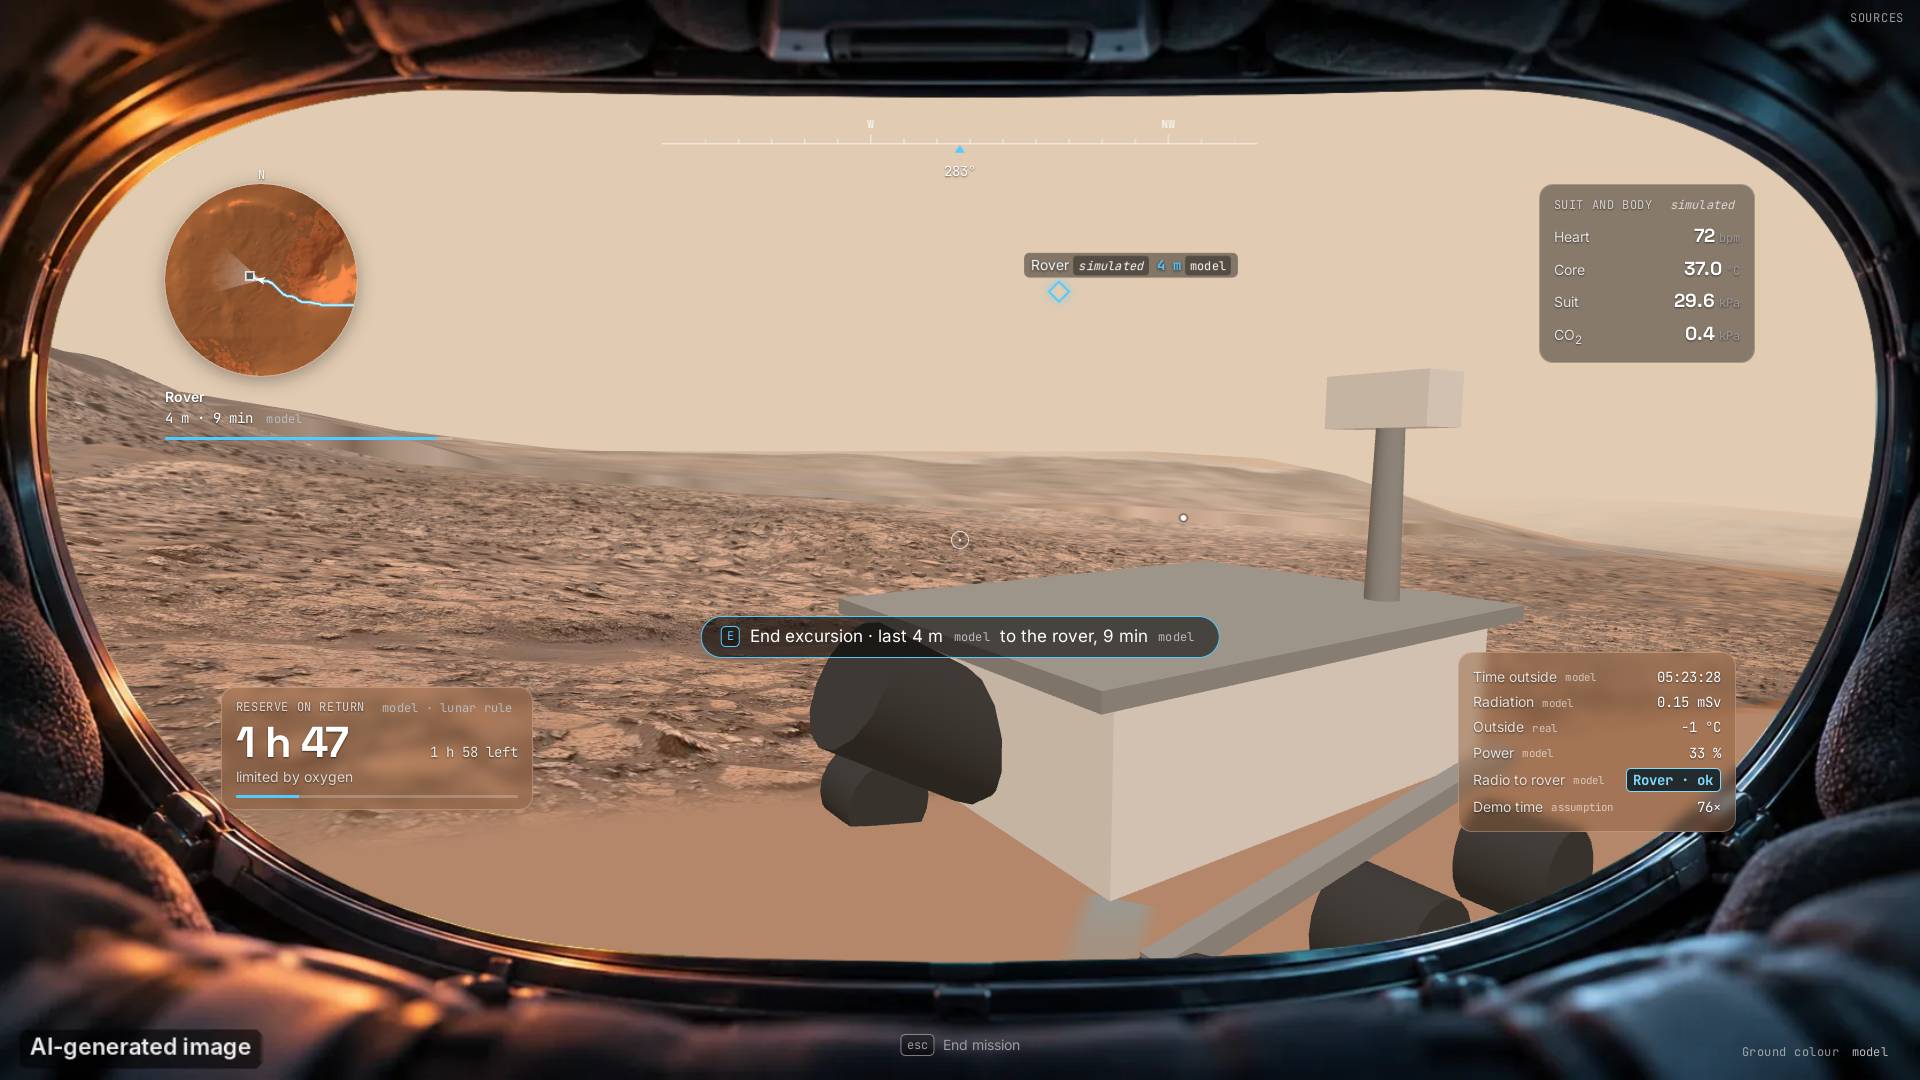 SOURCES
W NW
283°
N
Rover simulated 4 m model
SUIT AND BODY simulated
Heart 72 bpm
Core 37.0 °C
Suit 29.6 kPa
CO2 0.4 kPa
Rover
4 m · 9 min model
E End excursion · last 4 m model to the rover, 9 min model
RESERVE ON RETURN model · lunar rule
1 h 47 1 h 58 left
limited by oxygen
Time outside model 05:23:28
Radiation model 0.15 mSv
Outside real -1 °C
Power model 33 %
Radio to rover model Rover · ok
Demo time assumption 76×
AI-generated image
esc End mission
Ground colour model